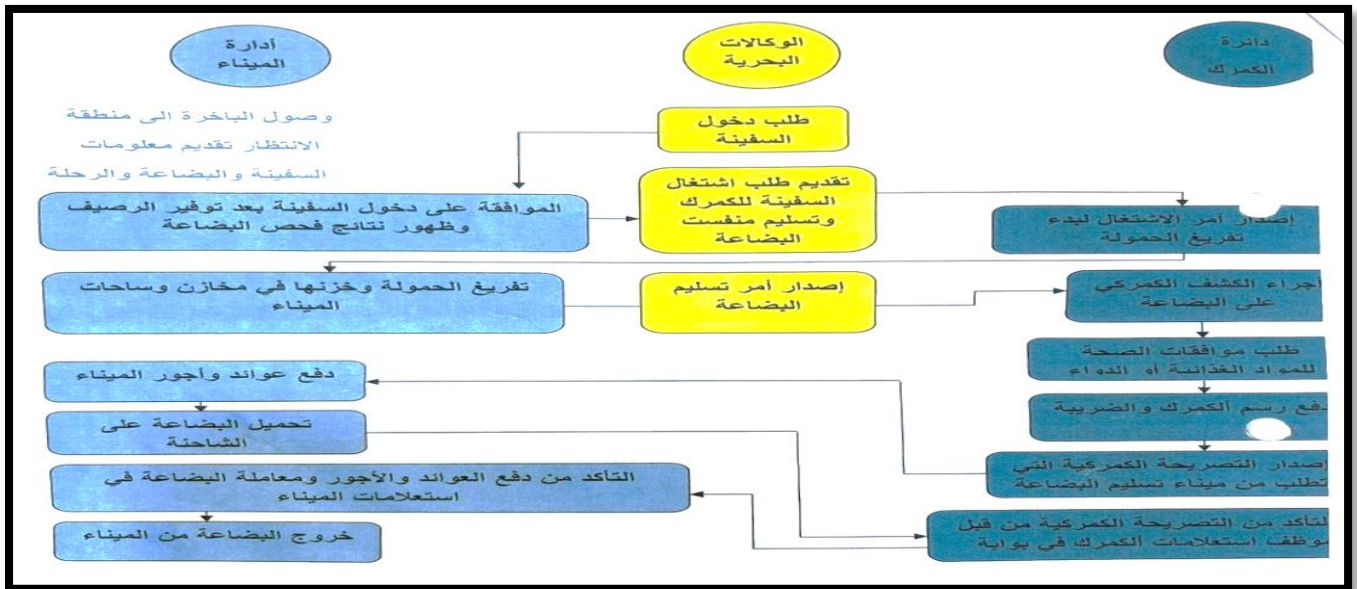 دائرة
الكمرك
الوكالات
البحرية
أدارة
الميناء
وصول الباخرة إلى منطقة
الانتظار تقديم معلومات
السفينة والبضاعة والرحلة
طلب دخول
السفينة
الموافقة على دخول السفينة بعد توفير الرصيف
وظهور نتائج فحص البضاعة
تقديم طلب اشتغال
السفينة للكمرك
وتسليم منفست
البضاعة
إصدار أمر الاشتغال لبدء
تفريغ الحمولة
تفريغ الحمولة وخزنها في مخازن وساحات
الميناء
إصدار أمر تسليم
البضاعة
أجراء الكشف الكمركي
على البضاعة
طلب موافقات الصحة
للمواد الغذائية أو الدواء
دفع رسم ألكمرك والضريبة
إصدار التصريحة الكمركية التي
تطلب من ميناء تسليم البضاعة
دفع عوائد وأجور الميناء
تحميل البضاعة على
الشاحنة
التأكد من التصريحة الكمركية من قبل
موظف استعلامات ألكمرك في بوابة
التأكد من دفع العوائد والأجور ومعاملة البضاعة في
استعلامات الميناء
خروج البضاعة من الميناء